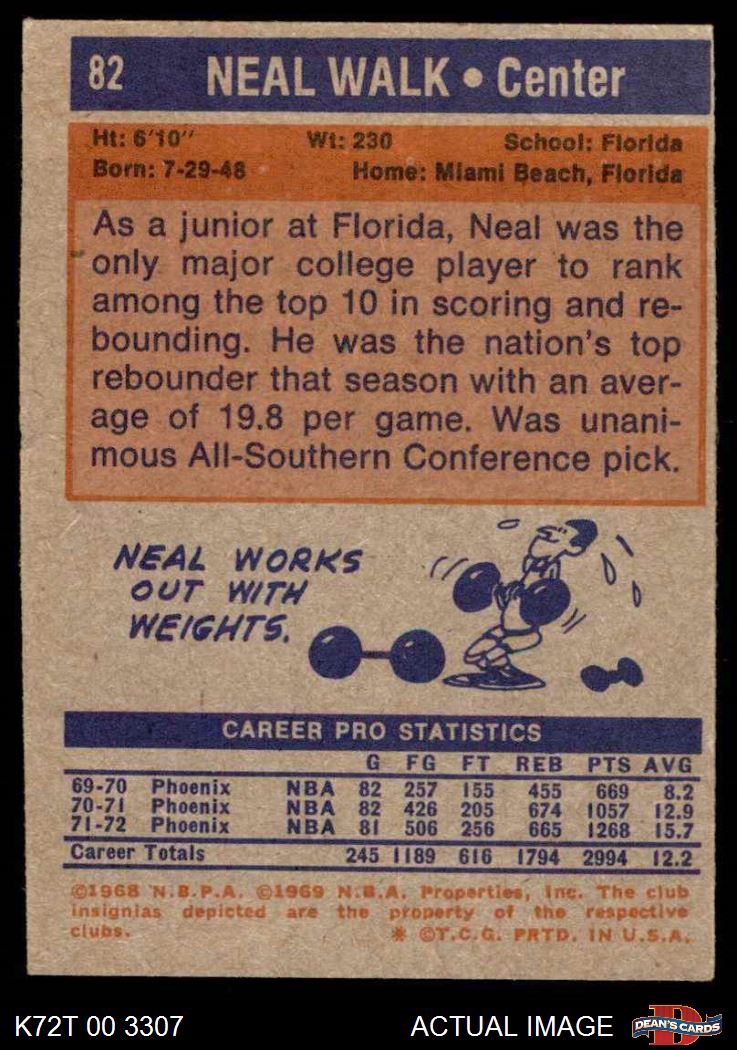 82 NEAL WALK • Center
Ht: 6'10" Wt: 230 School: Florida
Born: 7-29-48 Home: Miami Beach, Florida
As a junior at Florida, Neal was the
only major college player to rank
among the top 10 in scoring and re-
bounding. He was the nation's top
rebounder that season with an aver-
age of 19.8 per game. Was unani-
mous All-Southern Conference pick.
NEAL WORKS
OUT WITH
WEIGHTS.
CAREER PRO STATISTICS
G FG FT REB PTS AVG
69-70 Phoenix NBA 82 257 155 455 669 8.2
70-71 Phoenix NBA 82 426 205 674 1057 12.9
71-72 Phoenix NBA 81 506 256 665 1268 15.7
Career Totals 245 1189 616 1794 2994 12.2
©1968 N.B.P.A. ©1969 N.B.A. Properties, Inc. The club
insignias depicted are the property of the respective
clubs. * ©T.C.G. PRTD. IN U.S.A.
K72T 00 3307 ACTUAL IMAGE DEAN'S CARDS